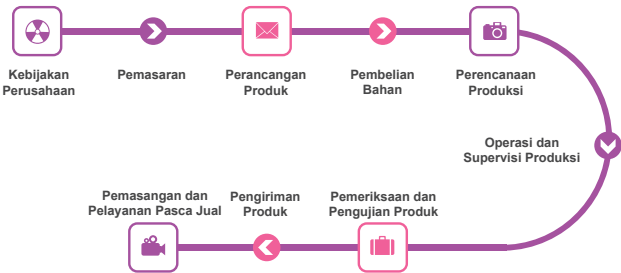 Kebijakan
Perusahaan
Pemasaran
Perancangan
Produk
Pembelian
Bahan
Perencanaan
Produksi
Operasi dan
Supervisi Produksi
Pemeriksaan dan
Pengujian Produk
Pengiriman
Produk
Pemasangan dan
Pelayanan Pasca Jual